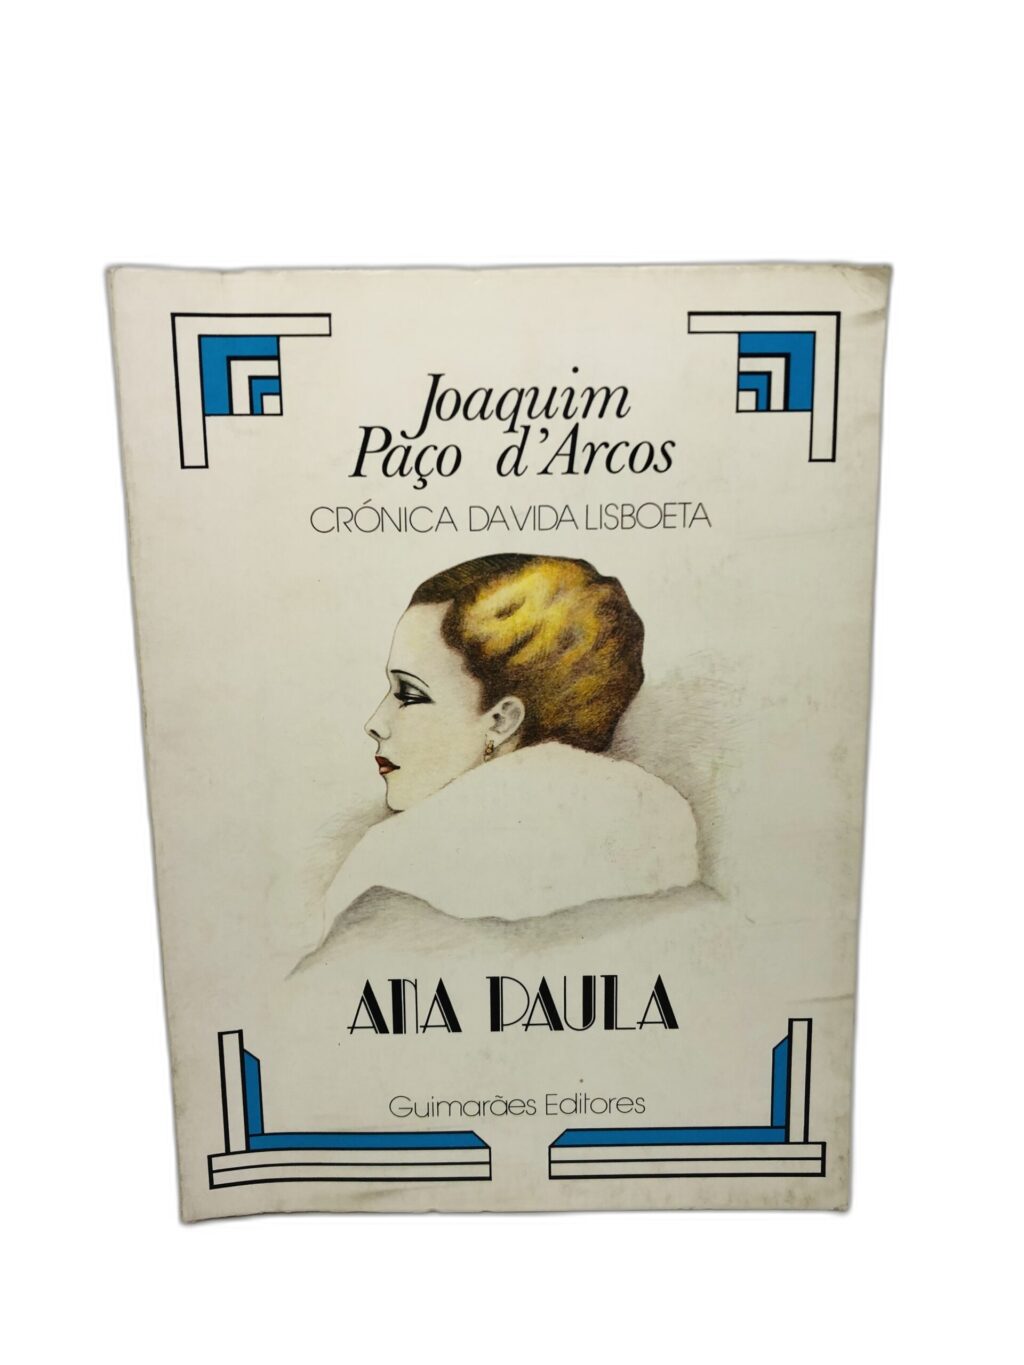 Joaquim
Paço d'Arcos
CRÓNICA DA VIDA LISBOETA
ANA PAULA
Guimarães Editores